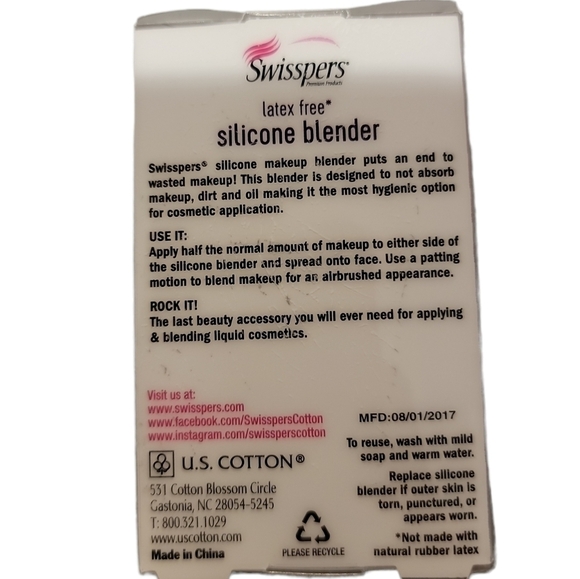 Swisspers®
Premium Products
latex free*
silicone blender
Swisspers® silicone makeup blender puts an end to
wasted makeup! This blender is designed to not absorb
makeup, dirt and oil making it the most hygienic option
for cosmetic application.
USE IT:
Apply half the normal amount of makeup to either side of
the silicone blender and spread onto face. Use a patting
motion to blend makeup for an airbrushed appearance.
ROCK IT!
The last beauty accessory you will ever need for applying
& blending liquid cosmetics.
Visit us at:
www.swisspers.com
www.facebook.com/SwisspersCotton
www.instagram.com/swissperscotton
U.S. COTTON®
531 Cotton Blossom Circle
Gastonia, NC 28054-5245
T: 800.321.1029
www.uscotton.com
Made in China
PLEASE RECYCLE
MFD:08/01/2017
To reuse, wash with mild
soap and warm water.
Replace silicone
blender if outer skin is
torn, punctured, or
appears worn.
*Not made with
natural rubber latex